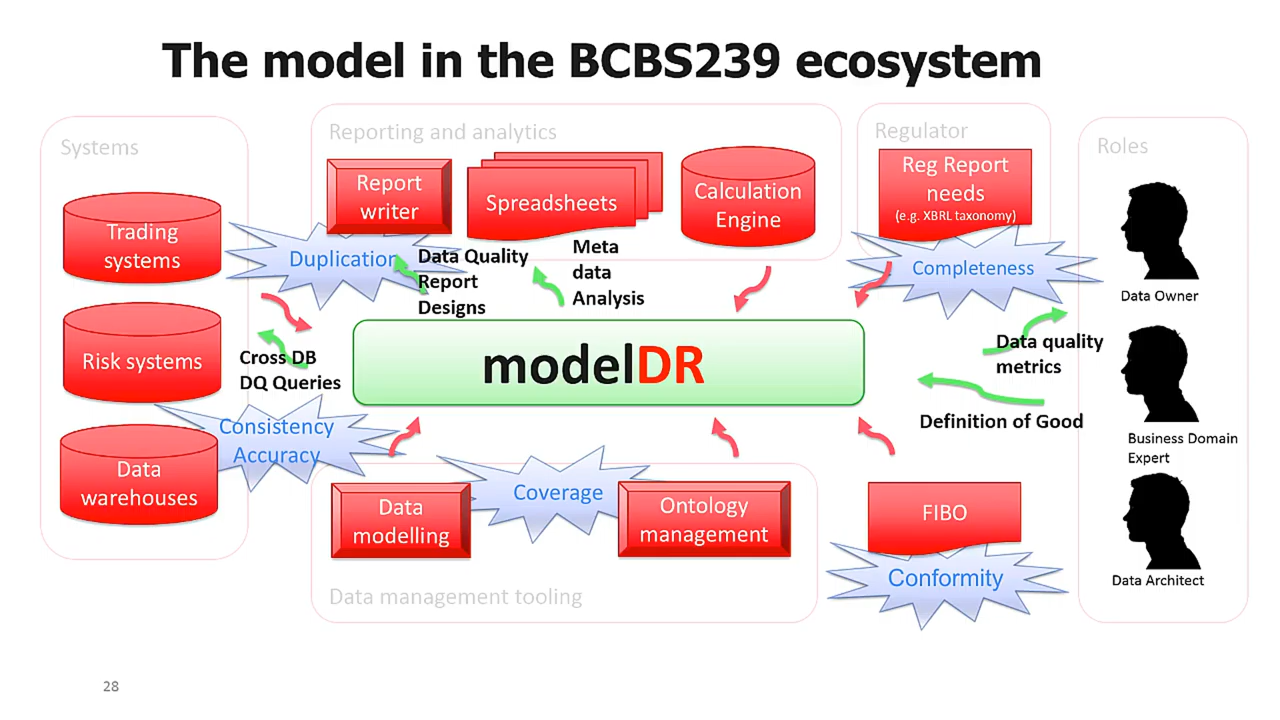 The model in the BCBS239 ecosystem
Systems
Trading
systems
Risk systems
Data
warehouses
Reporting and analytics
Report
writer
Spreadsheets
Calculation
Engine
Regulator
Reg Report
needs
(e.g. XBRL taxonomy)
Roles
Data Owner
Business Domain
Expert
Data Architect
Duplication
Data Quality
Report
Designs
Meta
data
Analysis
Completeness
Cross DB
DQ Queries
modelDR
Data quality
metrics
Definition of Good
Consistency
Accuracy
Data
modelling
Coverage
Ontology
management
Data management tooling
FIBO
Conformity
28